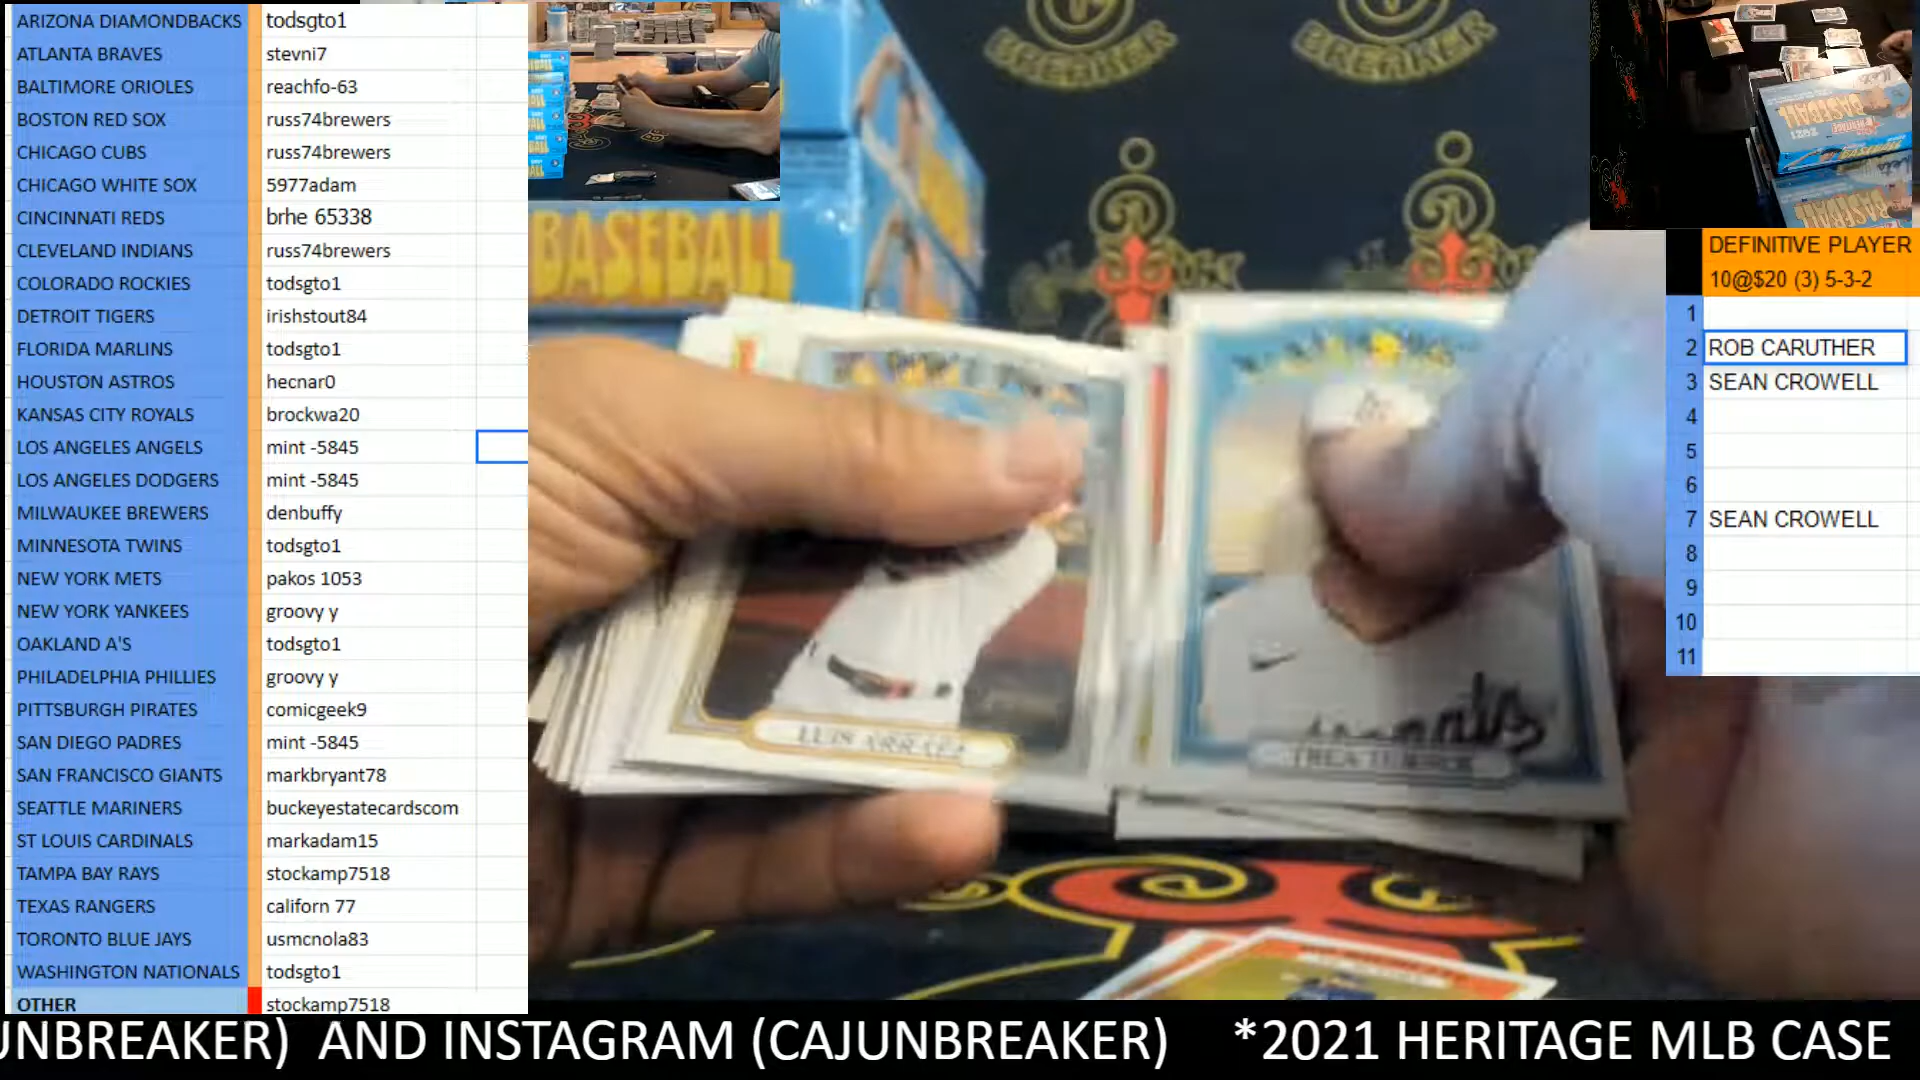 ARIZONA DIAMONDBACKS todsgto1
ATLANTA BRAVES stevni7
BALTIMORE ORIOLES reachfo-63
BOSTON RED SOX russ74brewers
CHICAGO CUBS russ74brewers
CHICAGO WHITE SOX 5977adam
CINCINNATI REDS brhe 65338
CLEVELAND INDIANS russ74brewers
COLORADO ROCKIES todsgto1
DETROIT TIGERS irishstout84
FLORIDA MARLINS todsgto1
HOUSTON ASTROS hecnar0
KANSAS CITY ROYALS brockwa20
LOS ANGELES ANGELS mint -5845
LOS ANGELES DODGERS mint -5845
MILWAUKEE BREWERS denbuffy
MINNESOTA TWINS todsgto1
NEW YORK METS pakos 1053
NEW YORK YANKEES groovy y
OAKLAND A'S todsgto1
PHILADELPHIA PHILLIES groovy y
PITTSBURGH PIRATES comicgeek9
SAN DIEGO PADRES mint -5845
SAN FRANCISCO GIANTS markbryant78
SEATTLE MARINERS buckeyestatecardscom
ST LOUIS CARDINALS markadam15
TAMPA BAY RAYS stockamp7518
TEXAS RANGERS californ 77
TORONTO BLUE JAYS usmcnola83
WASHINGTON NATIONALS todsgto1
OTHER stockamp7518
BREAKER
BREAKER
BASEBALL
LUIS ARRAEZ
TREA TURNER
2021
BASEBALL
DEFINITIVE PLAYER
10@$20 (3) 5-3-2
1
2 ROB CARUTHER
3 SEAN CROWELL
4
5
6
7 SEAN CROWELL
8
9
10
11
UNBREAKER) AND INSTAGRAM (CAJUNBREAKER) *2021 HERITAGE MLB CASE